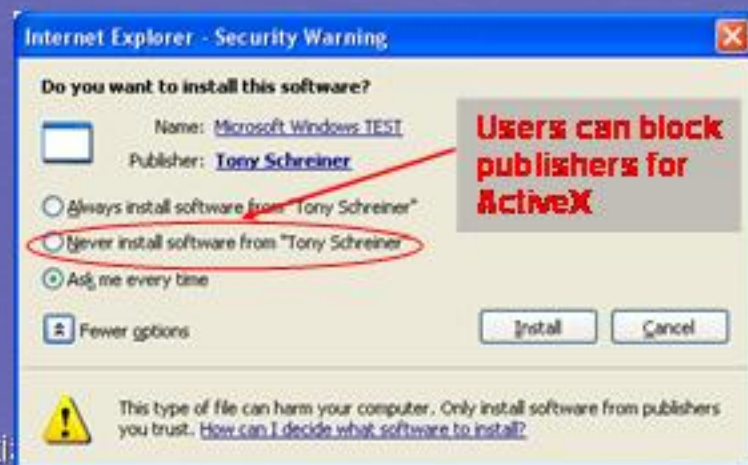 Internet Explorer - Security Warning
Do you want to install this software?
Name: Microsoft Windows TEST
Publisher: Tony Schreiner
Users can block
publishers for
ActiveX
Always install software from "Tony Schreiner"
Never install software from "Tony Schreiner"
Ask me every time
Fewer options
Install
Cancel
This type of file can harm your computer. Only install software from publishers
you trust. How can I decide what software to install?